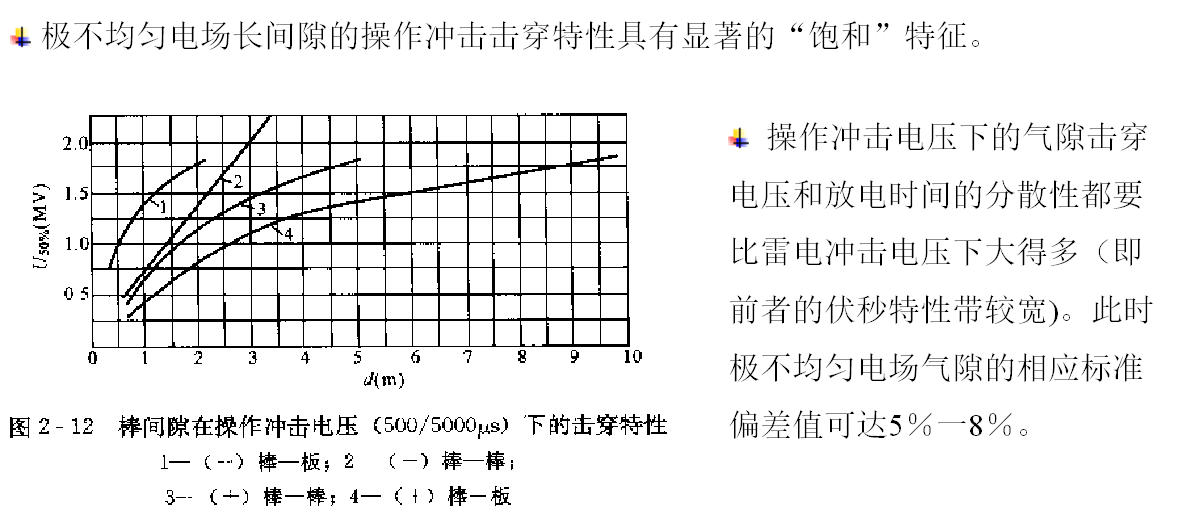 极不均匀电场长间隙的操作冲击击穿特性具有显著的“饱和”特征。
2.0
1.5
1.0
0 5
U50%(MV)
1
2
3
4
0 1 2 3 4 5 6 7 8 9 10
d(m)
图 2-12 棒间隙在操作冲击电压（500/5000μs）下的击穿特性
1—（—）棒—板；2 （—）棒—棒；
3--（+）棒—棒；4—（+）棒—板
操作冲击电压下的气隙击穿
电压和放电时间的分散性都要
比雷电冲击电压下大得多（即
前者的伏秒特性带较宽)。此时
极不均匀电场气隙的相应标准
偏差值可达5％一8％。